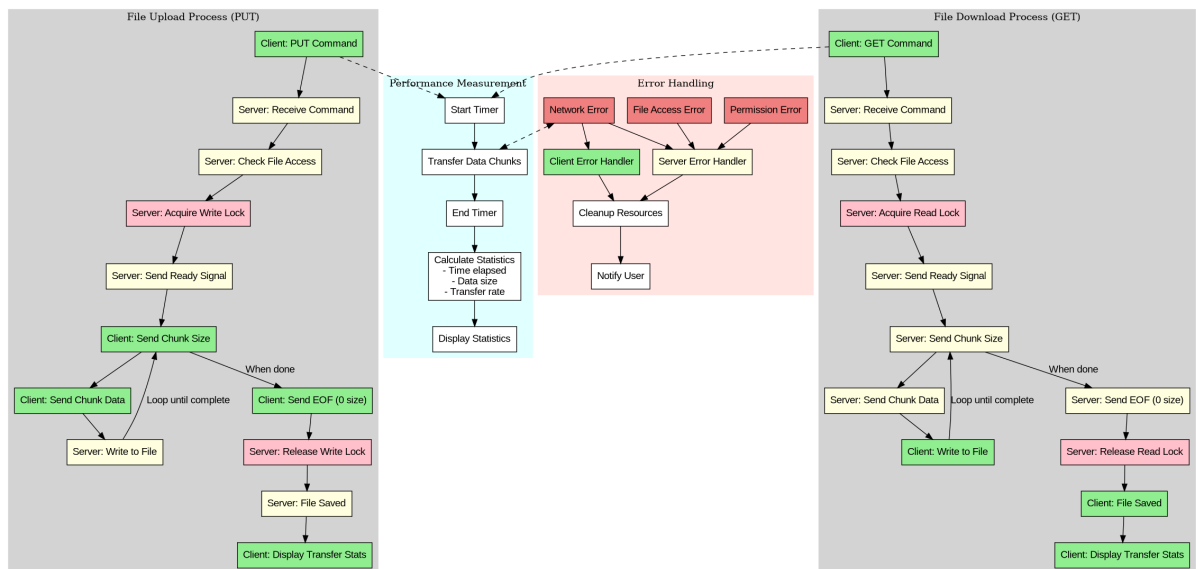 File Upload Process (PUT)
Client: PUT Command
Server: Receive Command
Server: Check File Access
Server: Acquire Write Lock
Server: Send Ready Signal
Client: Send Chunk Size
When done
Client: Send Chunk Data
Loop until complete
Client: Send EOF (0 size)
Server: Write to File
Server: Release Write Lock
Server: File Saved
Client: Display Transfer Stats
Performance Measurement
Start Timer
Transfer Data Chunks
End Timer
Calculate Statistics
- Time elapsed
- Data size
- Transfer rate
Display Statistics
Error Handling
Network Error
File Access Error
Permission Error
Client Error Handler
Server Error Handler
Cleanup Resources
Notify User
File Download Process (GET)
Client: GET Command
Server: Receive Command
Server: Check File Access
Server: Acquire Read Lock
Server: Send Ready Signal
Server: Send Chunk Size
When done
Server: Send Chunk Data
Loop until complete
Server: Send EOF (0 size)
Client: Write to File
Server: Release Read Lock
Client: File Saved
Client: Display Transfer Stats